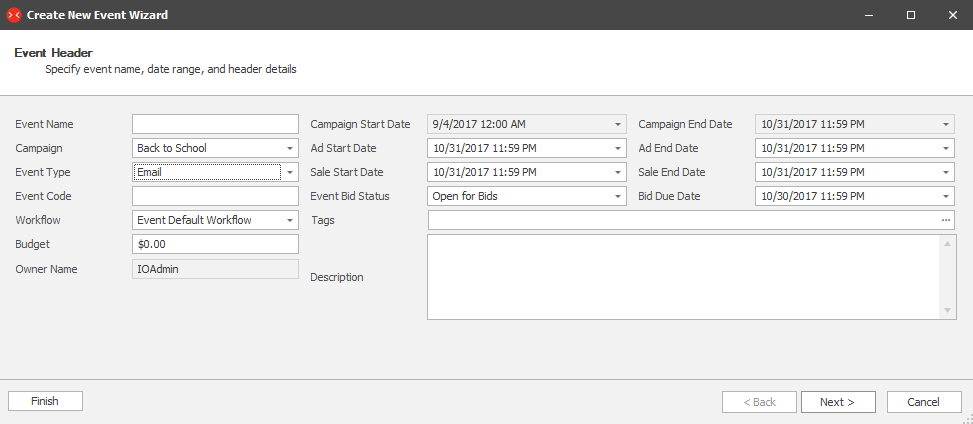 Create New Event Wizard
Event Header
Specify event name, date range, and header details
Event Name Campaign Start Date 9/4/2017 12:00 AM Campaign End Date 10/31/2017 11:59 PM
Campaign Back to School Ad Start Date 10/31/2017 11:59 PM Ad End Date 10/31/2017 11:59 PM
Event Type Email Sale Start Date 10/31/2017 11:59 PM Sale End Date 10/31/2017 11:59 PM
Event Code Event Bid Status Open for Bids Bid Due Date 10/30/2017 11:59 PM
Workflow Event Default Workflow Tags ...
Budget $0.00
Owner Name IOAdmin Description
Finish < Back Next > Cancel